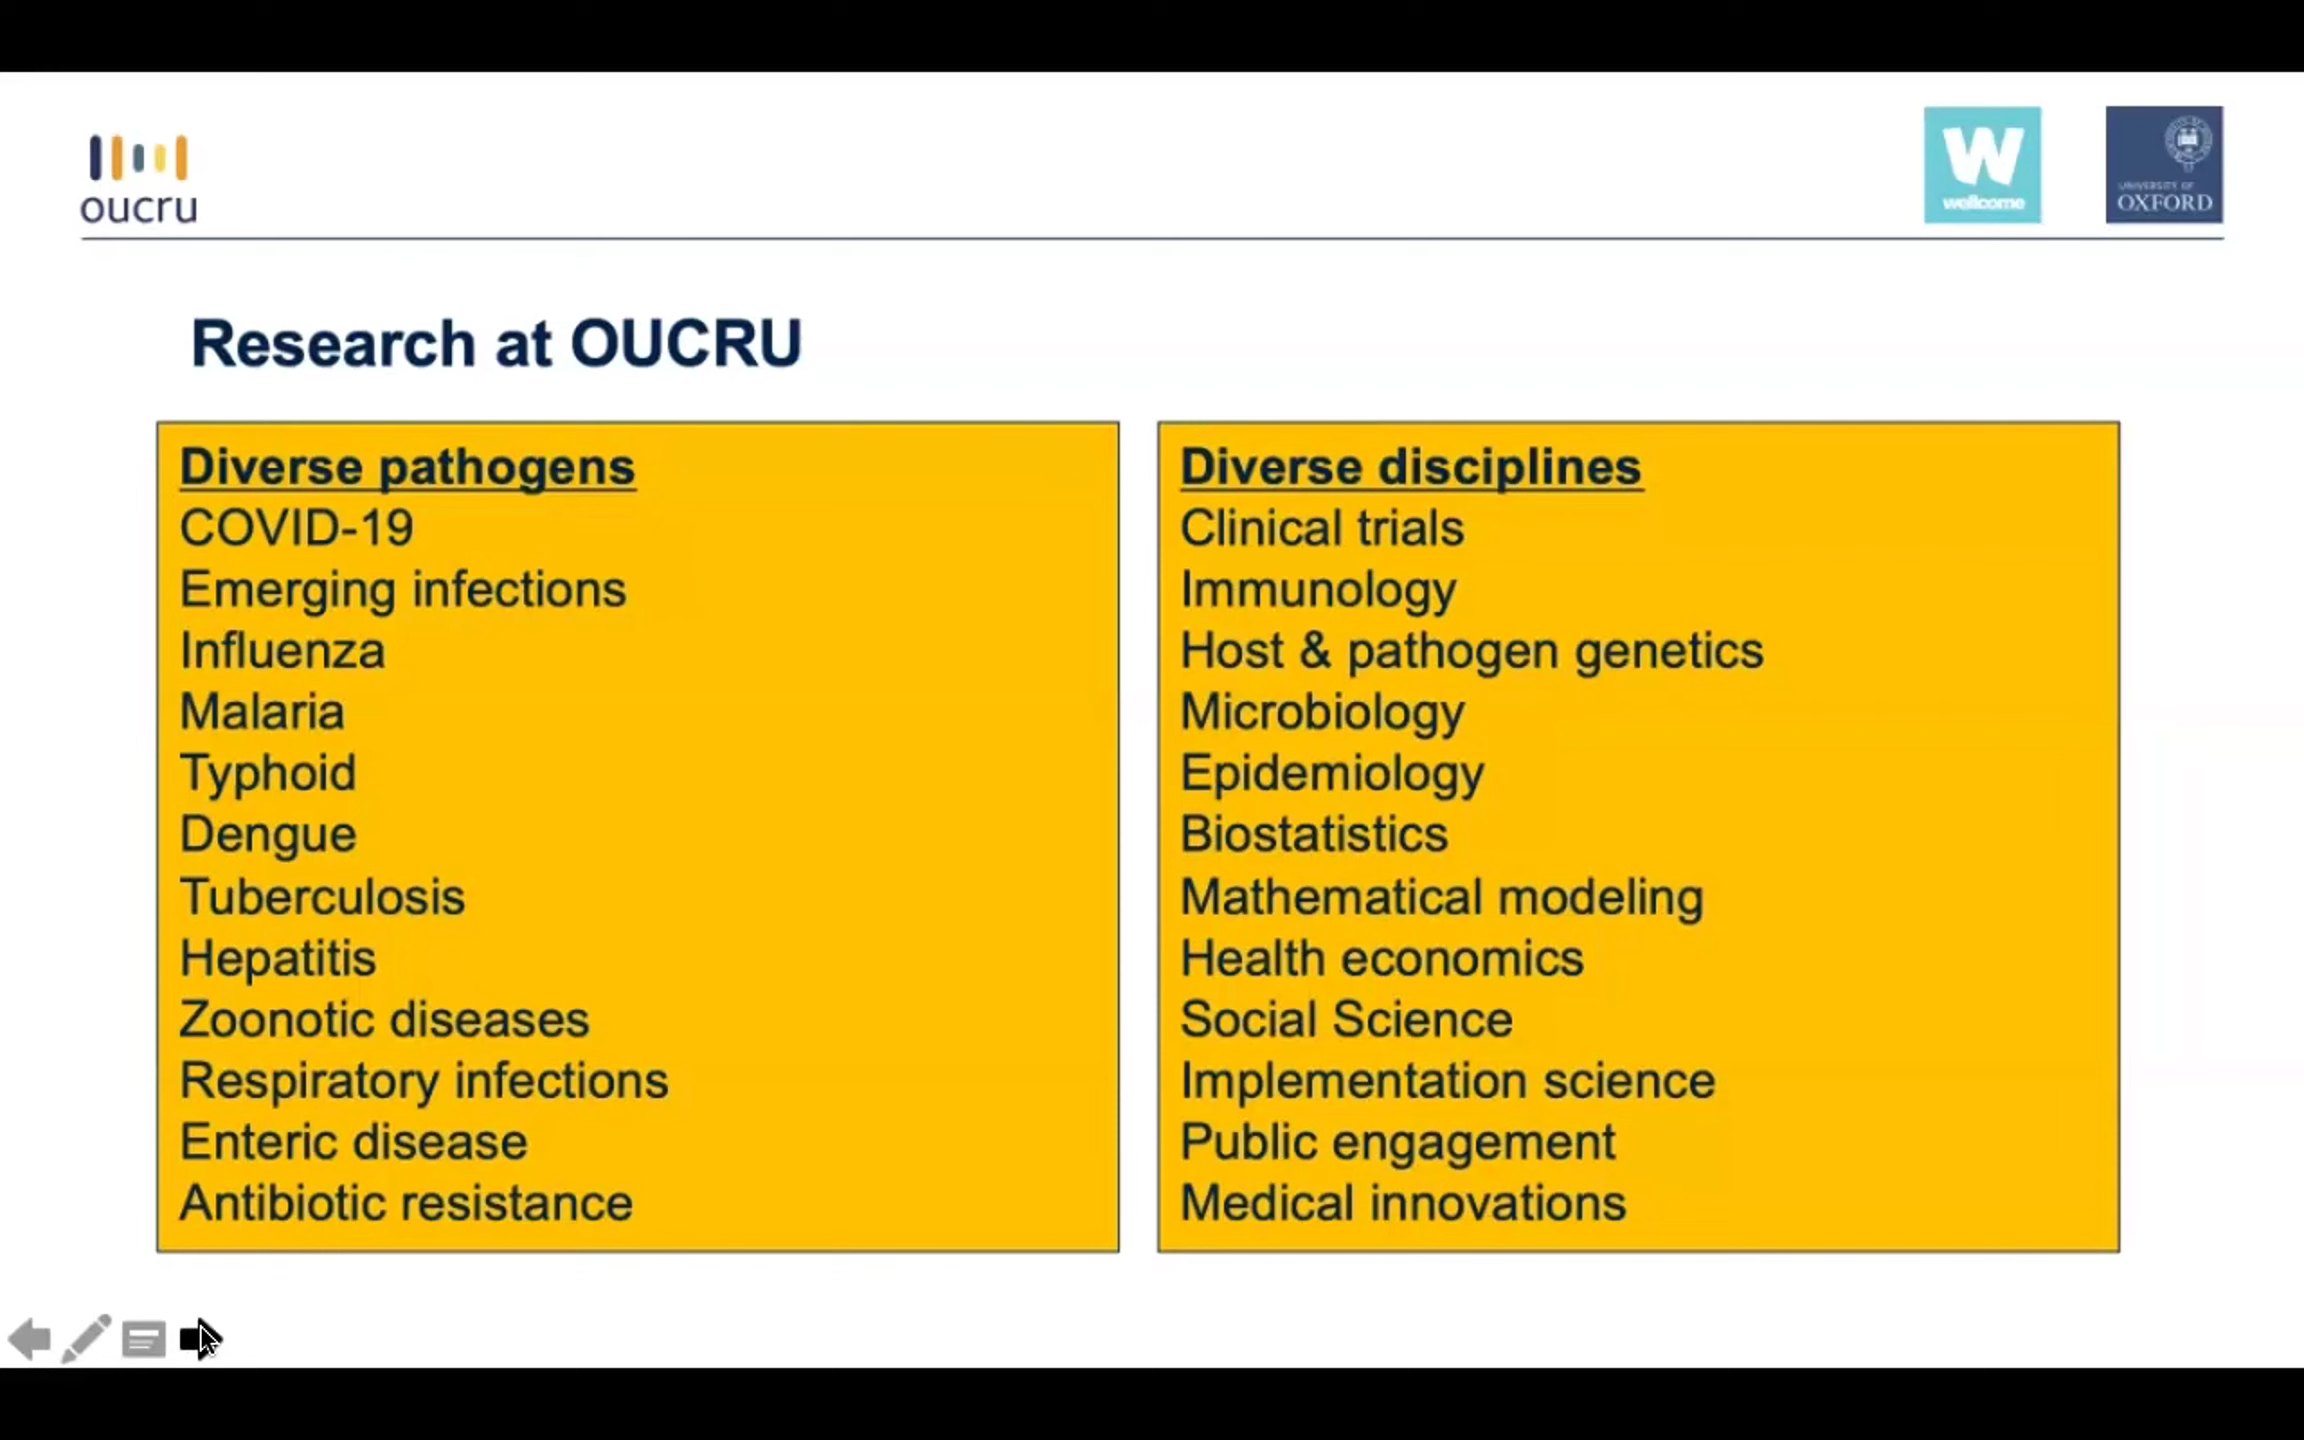 oucru
W
wellcome
UNIVERSITY OF
OXFORD
Research at OUCRU
Diverse pathogens
COVID-19
Emerging infections
Influenza
Malaria
Typhoid
Dengue
Tuberculosis
Hepatitis
Zoonotic diseases
Respiratory infections
Enteric disease
Antibiotic resistance
Diverse disciplines
Clinical trials
Immunology
Host & pathogen genetics
Microbiology
Epidemiology
Biostatistics
Mathematical modeling
Health economics
Social Science
Implementation science
Public engagement
Medical innovations